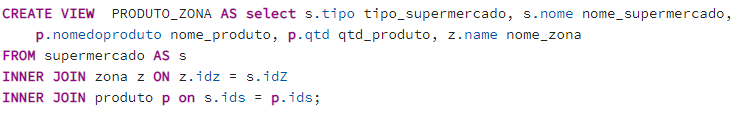 CREATE VIEW  PRODUTO_ZONA AS select s.tipo tipo_supermercado, s.nome nome_supermercado,
    p.nomedoproduto nome_produto, p.qtd qtd_produto, z.name nome_zona
FROM supermercado AS s
INNER JOIN zona z ON z.idz = s.idZ
INNER JOIN produto p on s.ids = p.ids;